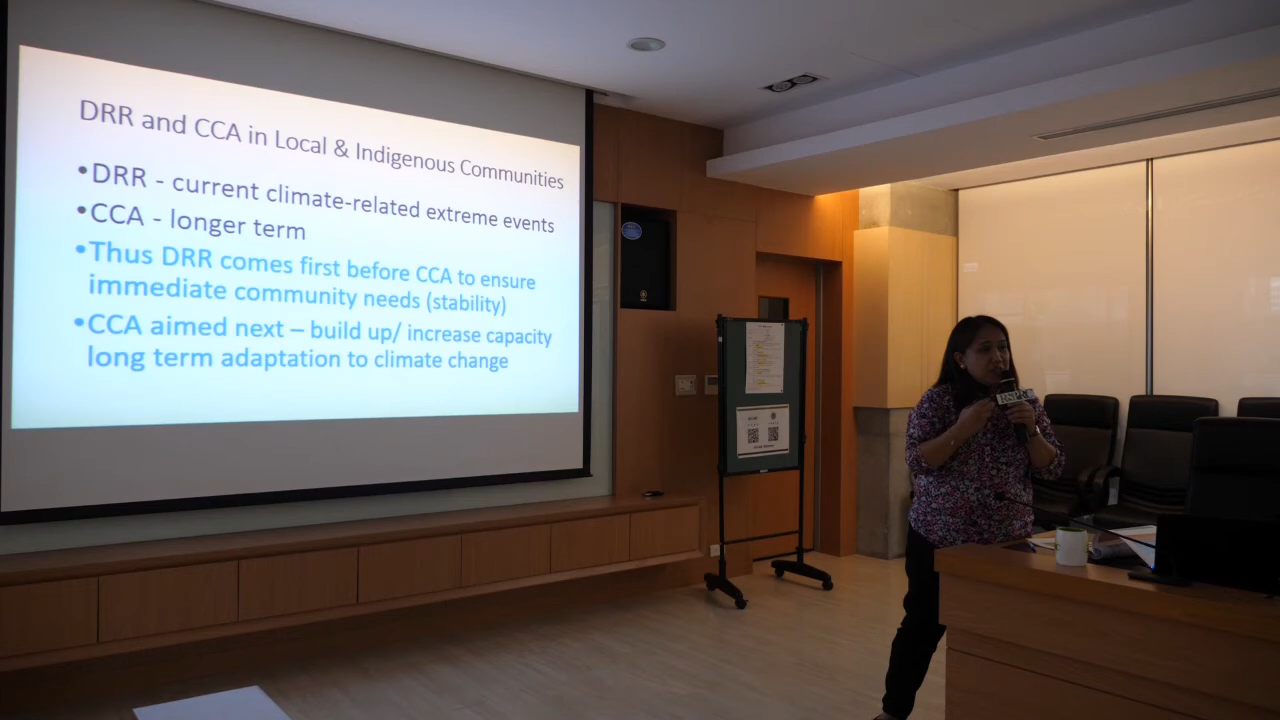 DRR and CCA in Local & Indigenous Communities
•DRR - current climate-related extreme events
•CCA - longer term
•Thus DRR comes first before CCA to ensure
immediate community needs (stability)
•CCA aimed next – build up/ increase capacity
long term adaptation to climate change